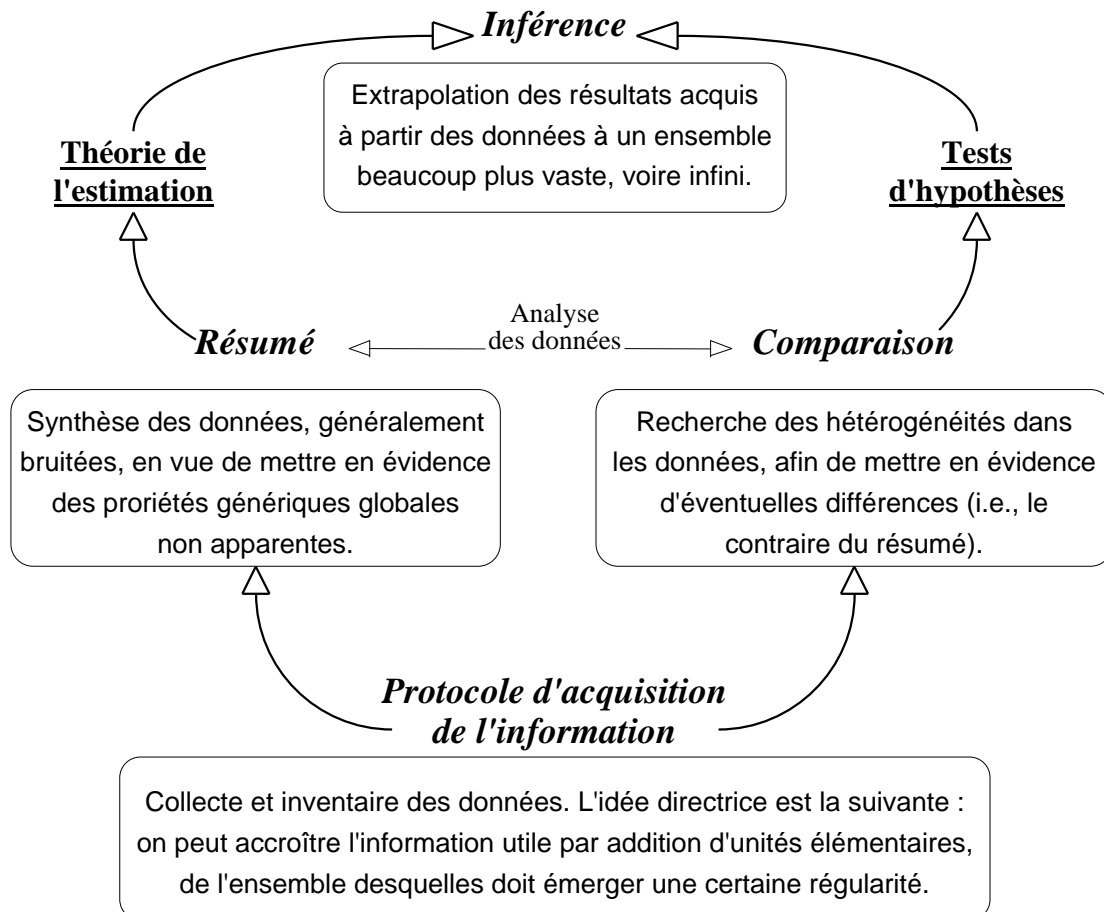 Inférence
Extrapolation des résultats acquis
à partir des données à un ensemble
beaucoup plus vaste, voire infini.
Théorie de
l'estimation
Tests
d'hypothèses
Résumé
Analyse
des données
Comparaison
Synthèse des données, généralement
bruitées, en vue de mettre en évidence
des proriétés génériques globales
non apparentes.
Recherche des hétérogénéités dans
les données, afin de mettre en évidence
d'éventuelles différences (i.e., le
contraire du résumé).
Protocole d'acquisition
de l'information
Collecte et inventaire des données. L'idée directrice est la suivante :
on peut accroître l'information utile par addition d'unités élémentaires,
de l'ensemble desquelles doit émerger une certaine régularité.